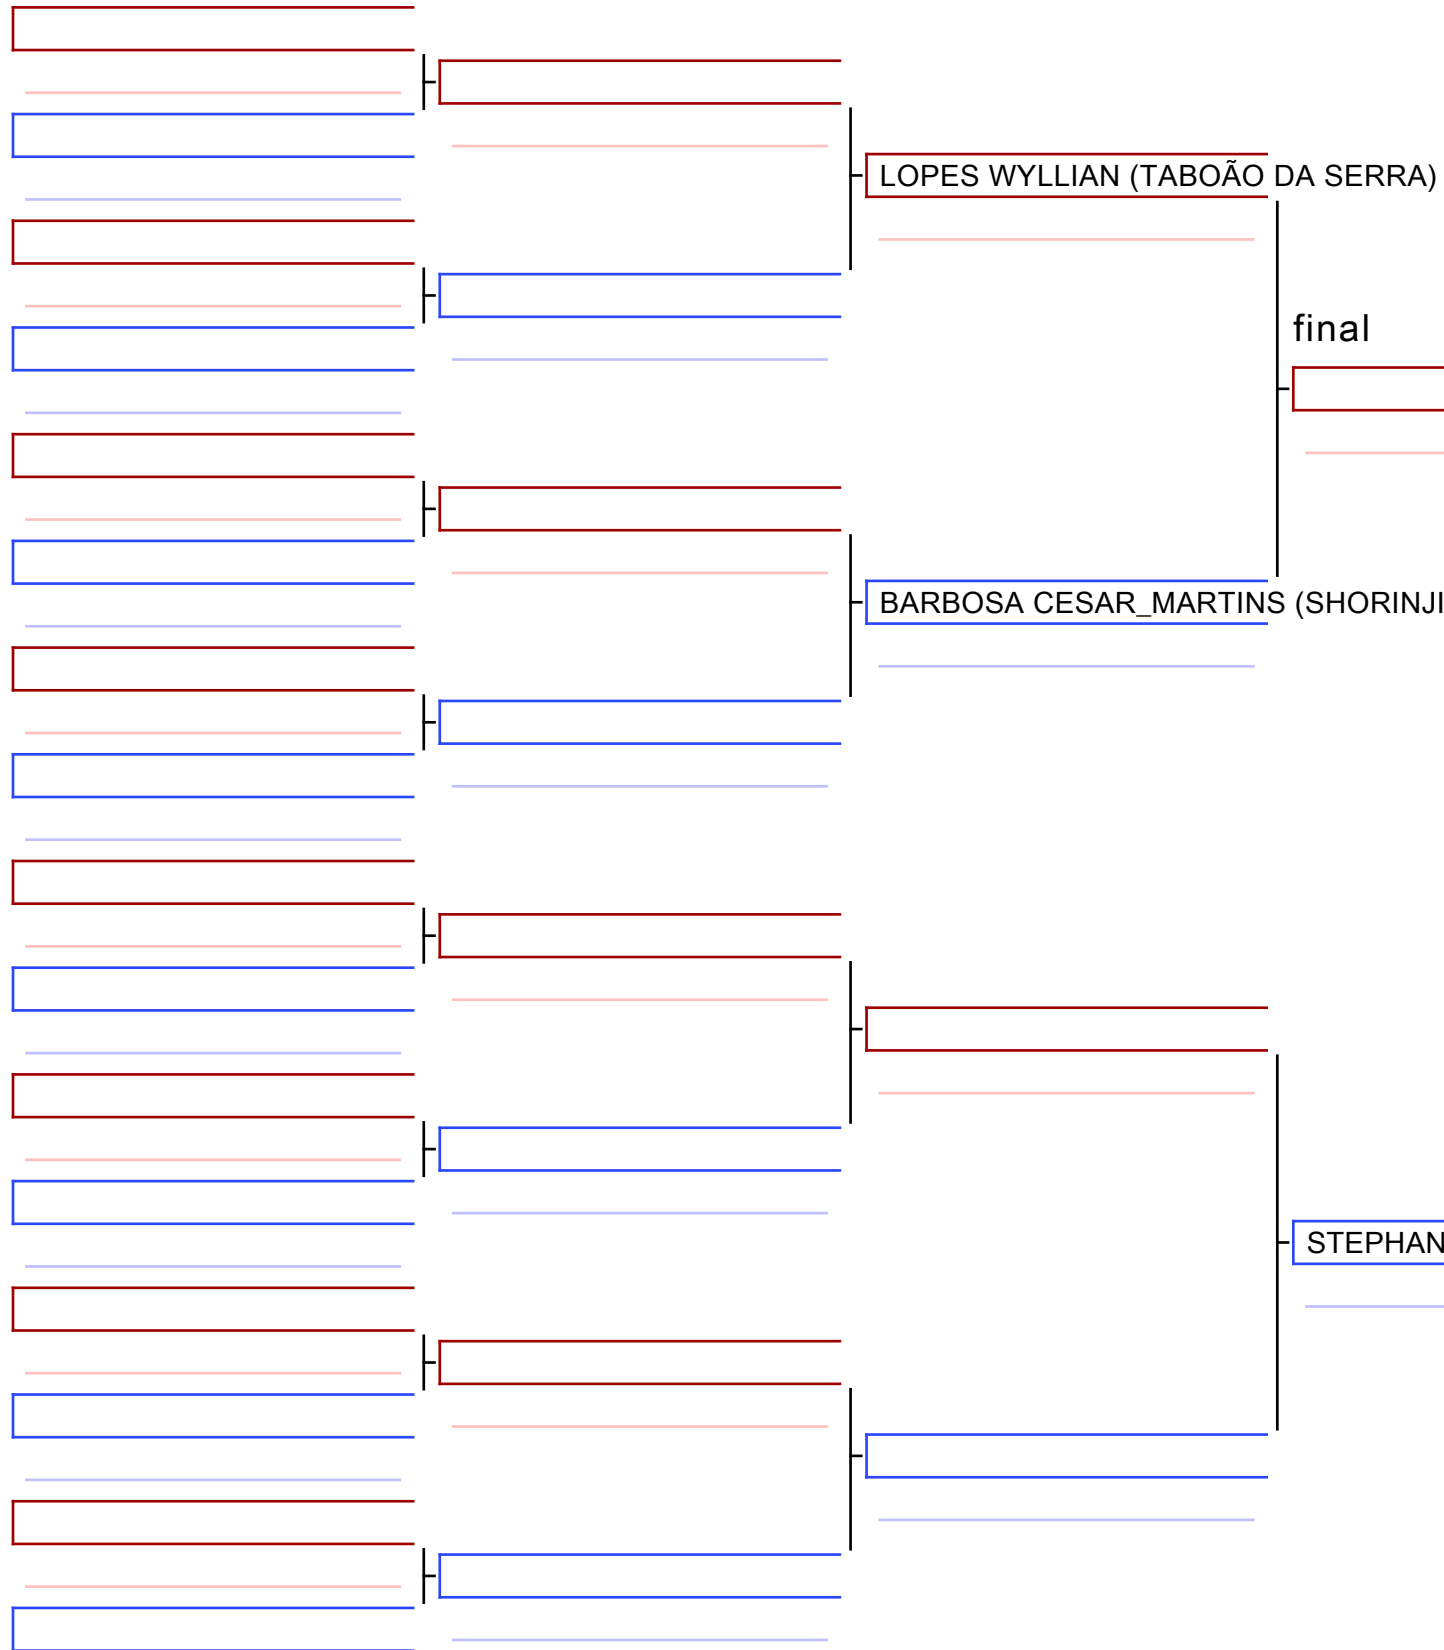 LOPES WYLLIAN (TABOÃO DA SERRA)
final
BARBOSA CESAR_MARTINS (SHORINJI
STEPHAN